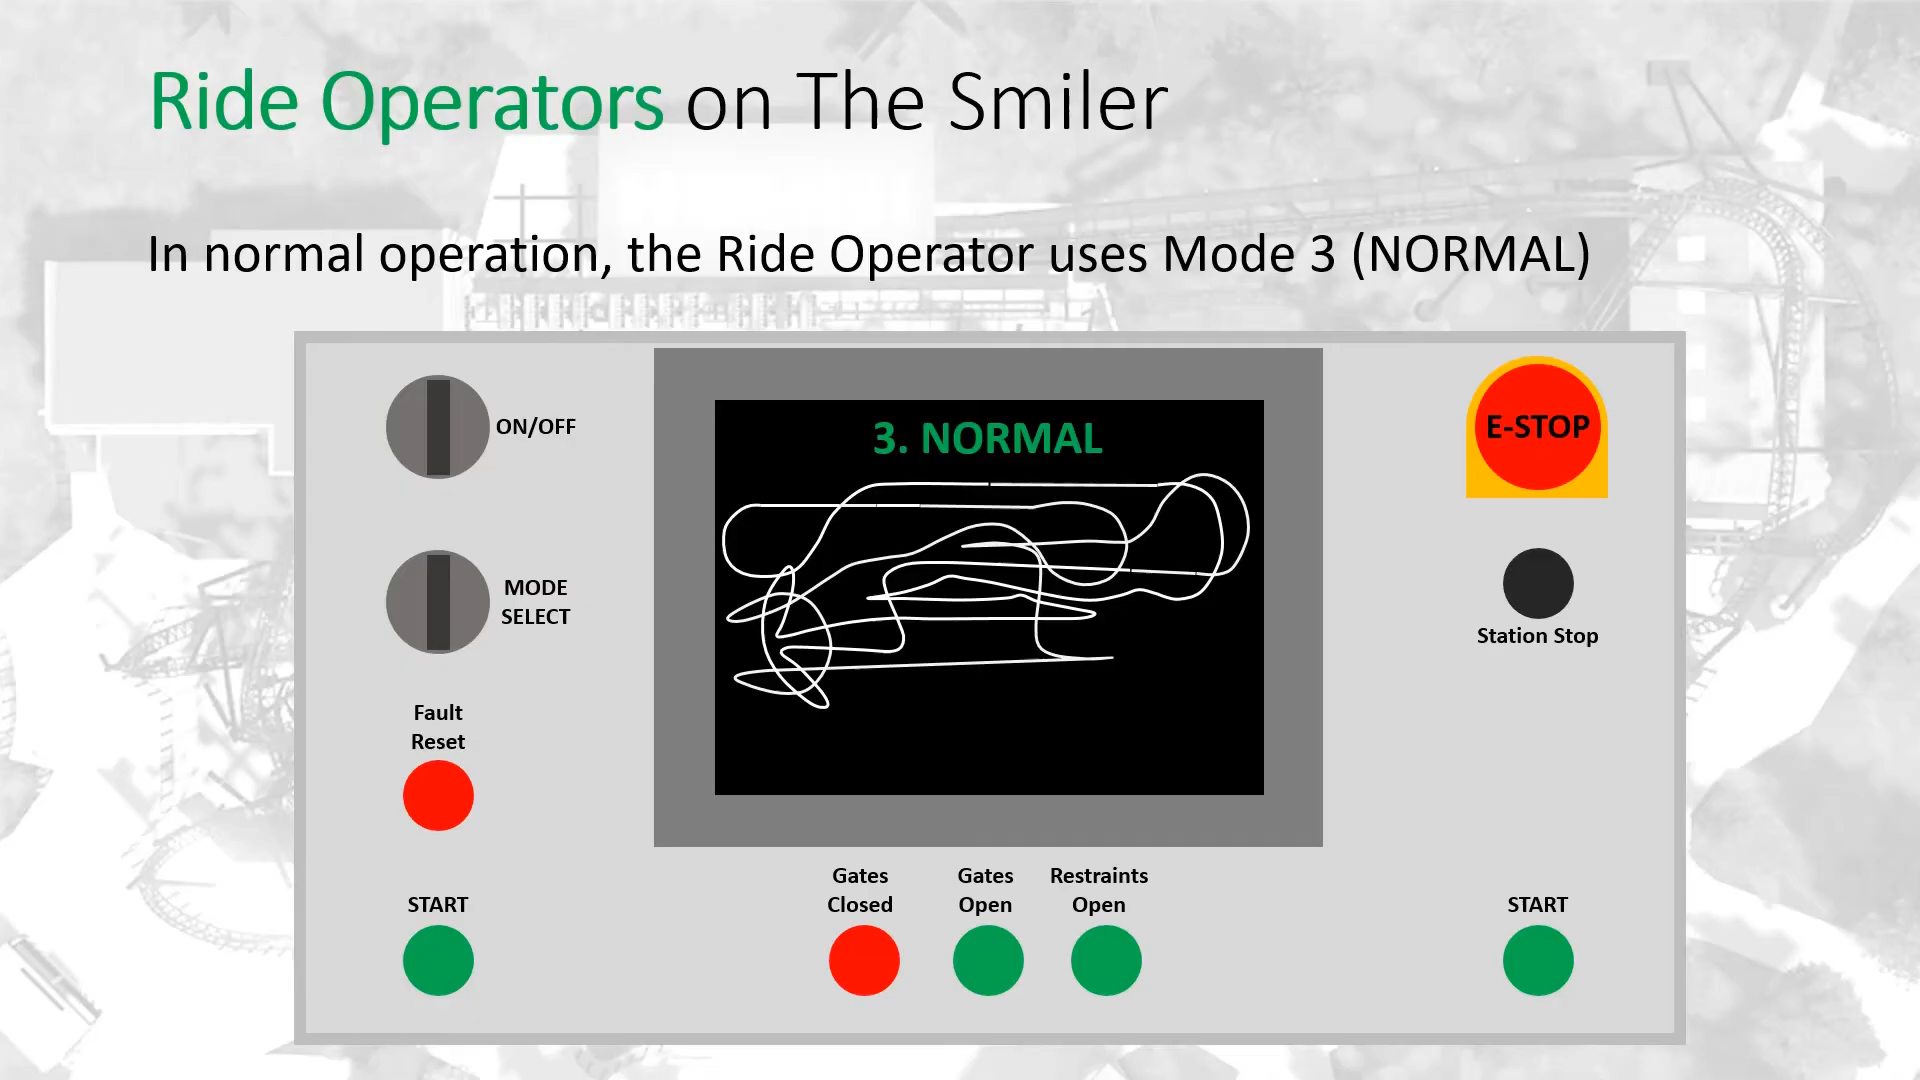 Ride Operators on The Smiler
In normal operation, the Ride Operator uses Mode 3 (NORMAL)
ON/OFF
3. NORMAL
E-STOP
MODE
SELECT
Station Stop
Fault
Reset
START
Gates
Closed
Gates
Open
Restraints
Open
START